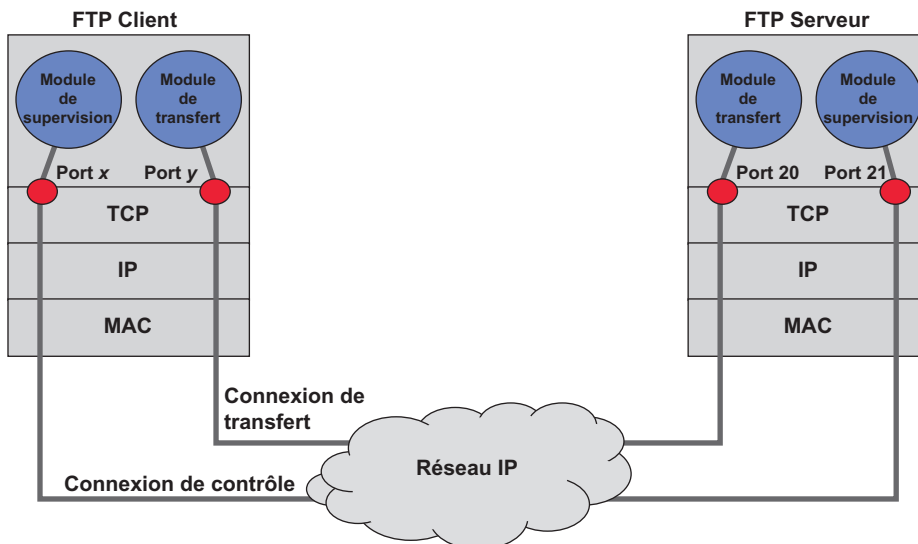 FTP Client
FTP Serveur
Module
de
supervision
Module
de
transfert
Module
de
transfert
Module
de
supervision
Port x
Port y
Port 20
Port 21
TCP
TCP
IP
IP
MAC
MAC
Connexion de
transfert
Réseau IP
Connexion de contrôle